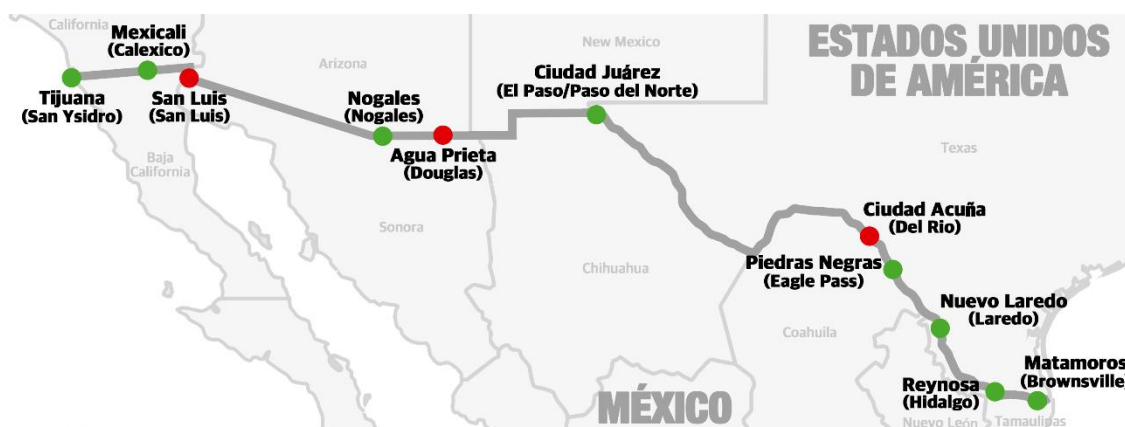 California
Mexicali
(Calexico)
Tijuana
(San Ysidro)
San Luis
(San Luis)
Arizona
Nogales
(Nogales)
Agua Prieta
(Douglas)
New Mexico
Ciudad Juárez
(El Paso/Paso del Norte)
ESTADOS UNIDOS
DE AMÉRICA
Texas
Baja
California
Sonora
Chihuahua
Ciudad Acuña
(Del Rio)
Piedras Negras
(Eagle Pass)
Coahuila
Nuevo Laredo
(Laredo)
Reynosa
(Hidalgo)
Matamoros
(Brownsville)
MÉXICO
Nuevo León
Tamaulipas